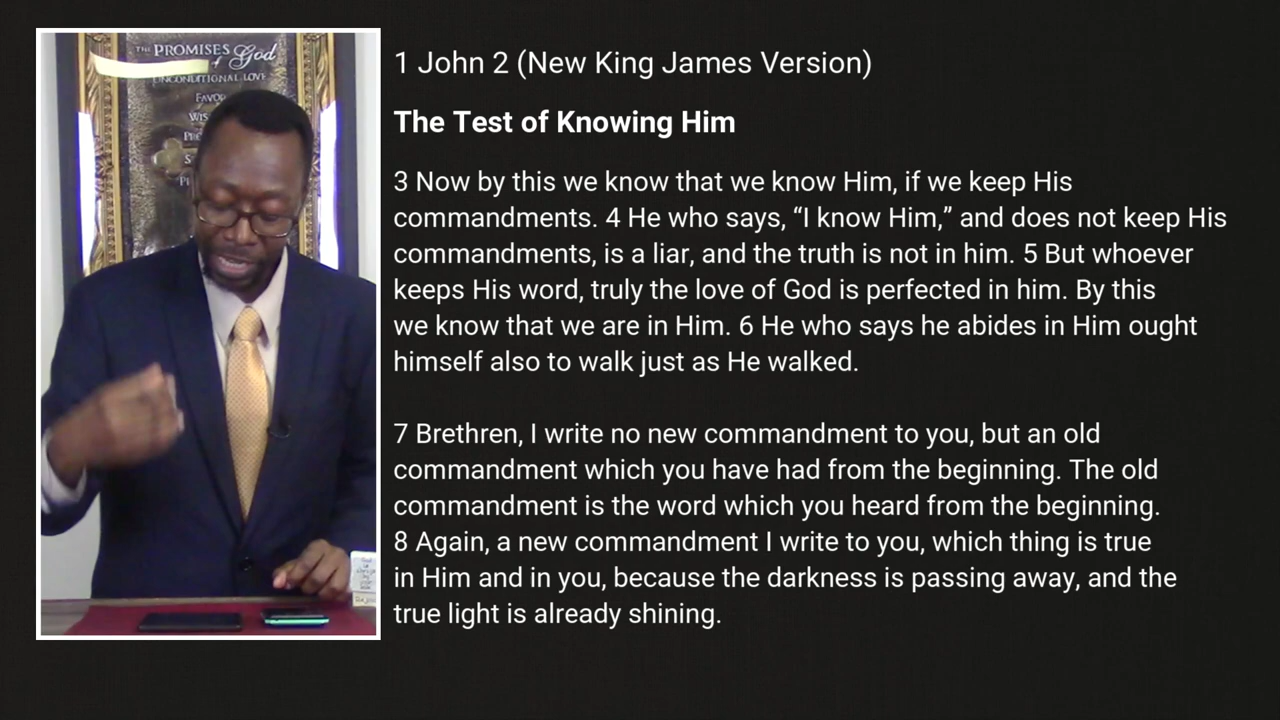 THE PROMISES
of God
UNCONDITIONAL LOVE
FAVOR
1 John 2 (New King James Version)
The Test of Knowing Him
3 Now by this we know that we know Him, if we keep His
commandments. 4 He who says, “I know Him,” and does not keep His
commandments, is a liar, and the truth is not in him. 5 But whoever
keeps His word, truly the love of God is perfected in him. By this
we know that we are in Him. 6 He who says he abides in Him ought
himself also to walk just as He walked.
7 Brethren, I write no new commandment to you, but an old
commandment which you have had from the beginning. The old
commandment is the word which you heard from the beginning.
8 Again, a new commandment I write to you, which thing is true
in Him and in you, because the darkness is passing away, and the
true light is already shining.